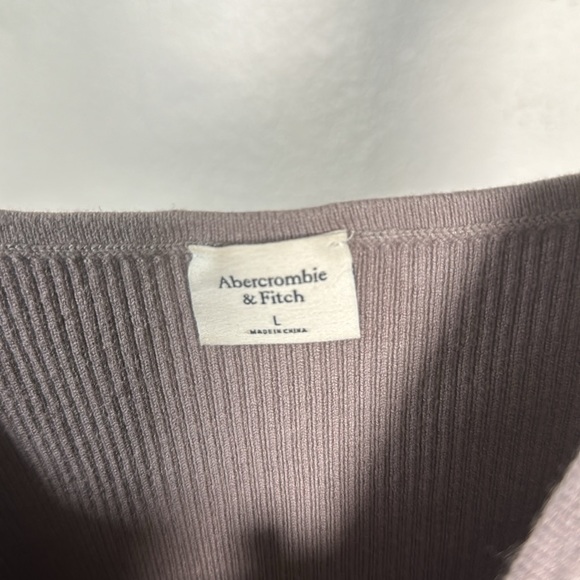 Abercrombie
& Fitch
L
MADE IN CHINA